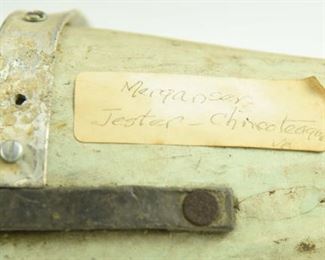 Merganser
Jester - Chincoteague
Va